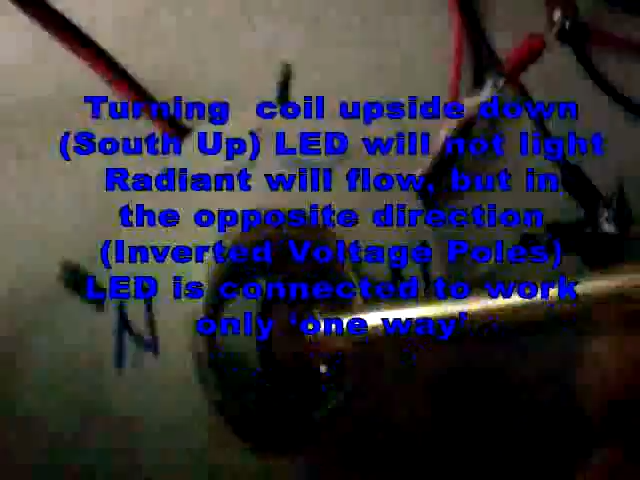 Turning coil upside down
(South Up) LED will not light
Radiant will flow, but in
the opposite direction
(Inverted Voltage Poles)
LED is connected to work
only 'one way'
N